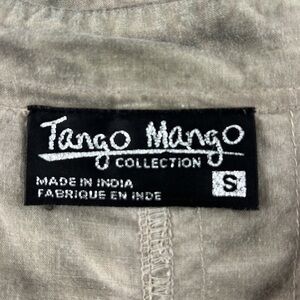 Tango Mango
COLLECTION
MADE IN INDIA
FABRIQUE EN INDE
S